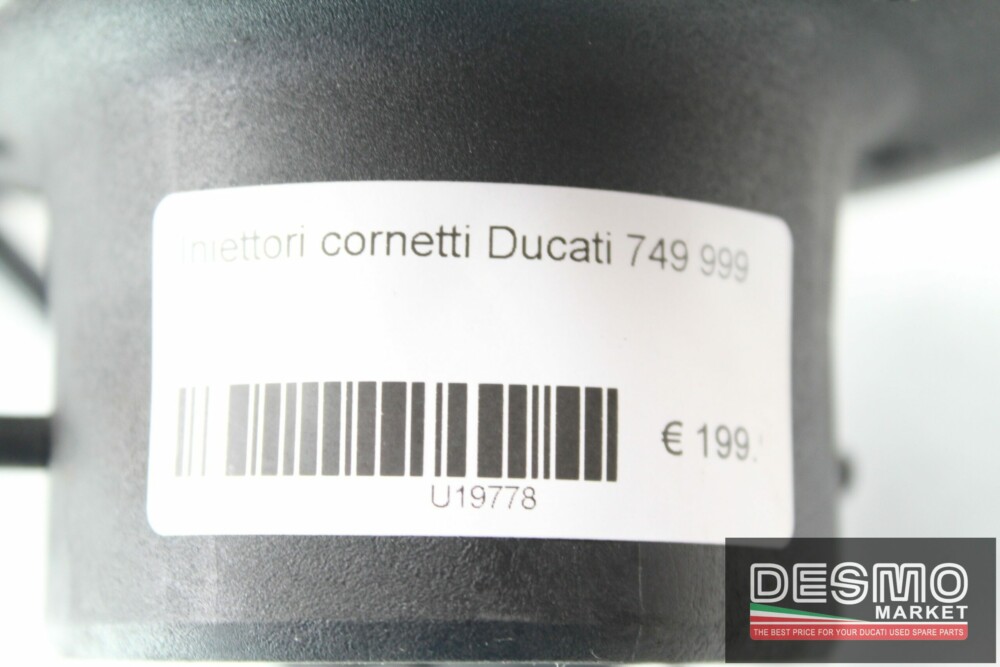 Iniettori cornetti Ducati 749 999
€ 199.
U19778
DESMO
MARKET
THE BEST PRICE FOR YOUR DUCATI USED SPARE PARTS